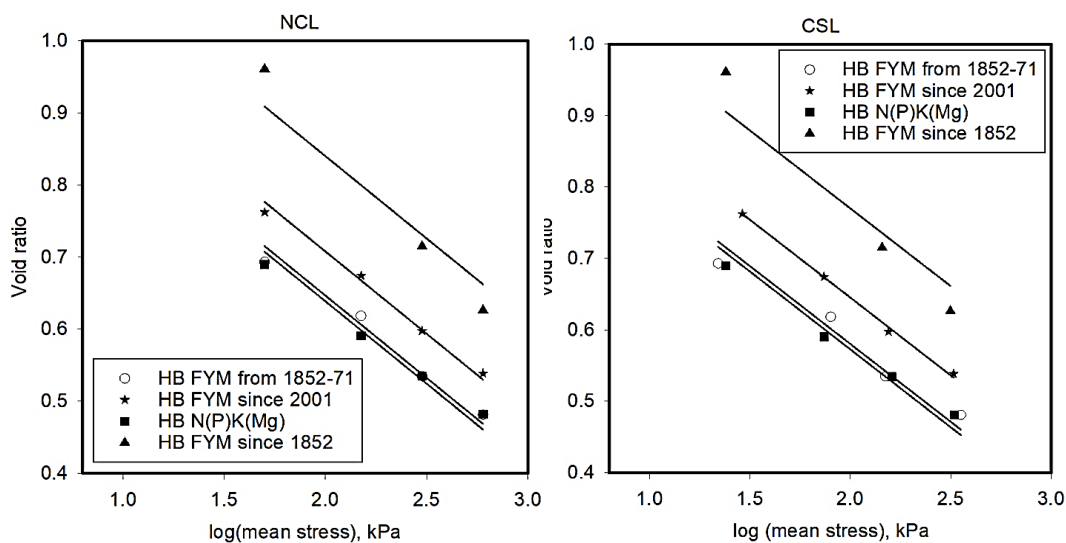 NCL
1.0
0.9
0.8
0.7
0.6
0.5
0.4
Void ratio
HB FYM from 1852-71
HB FYM since 2001
HB N(P)K(Mg)
HB FYM since 1852
1.0 1.5 2.0 2.5 3.0
log(mean stress), kPa
CSL
1.0
0.9
0.8
0.7
0.6
0.5
0.4
Void ratio
HB FYM from 1852-71
HB FYM since 2001
HB N(P)K(Mg)
HB FYM since 1852
1.0 1.5 2.0 2.5 3.0
log (mean stress), kPa